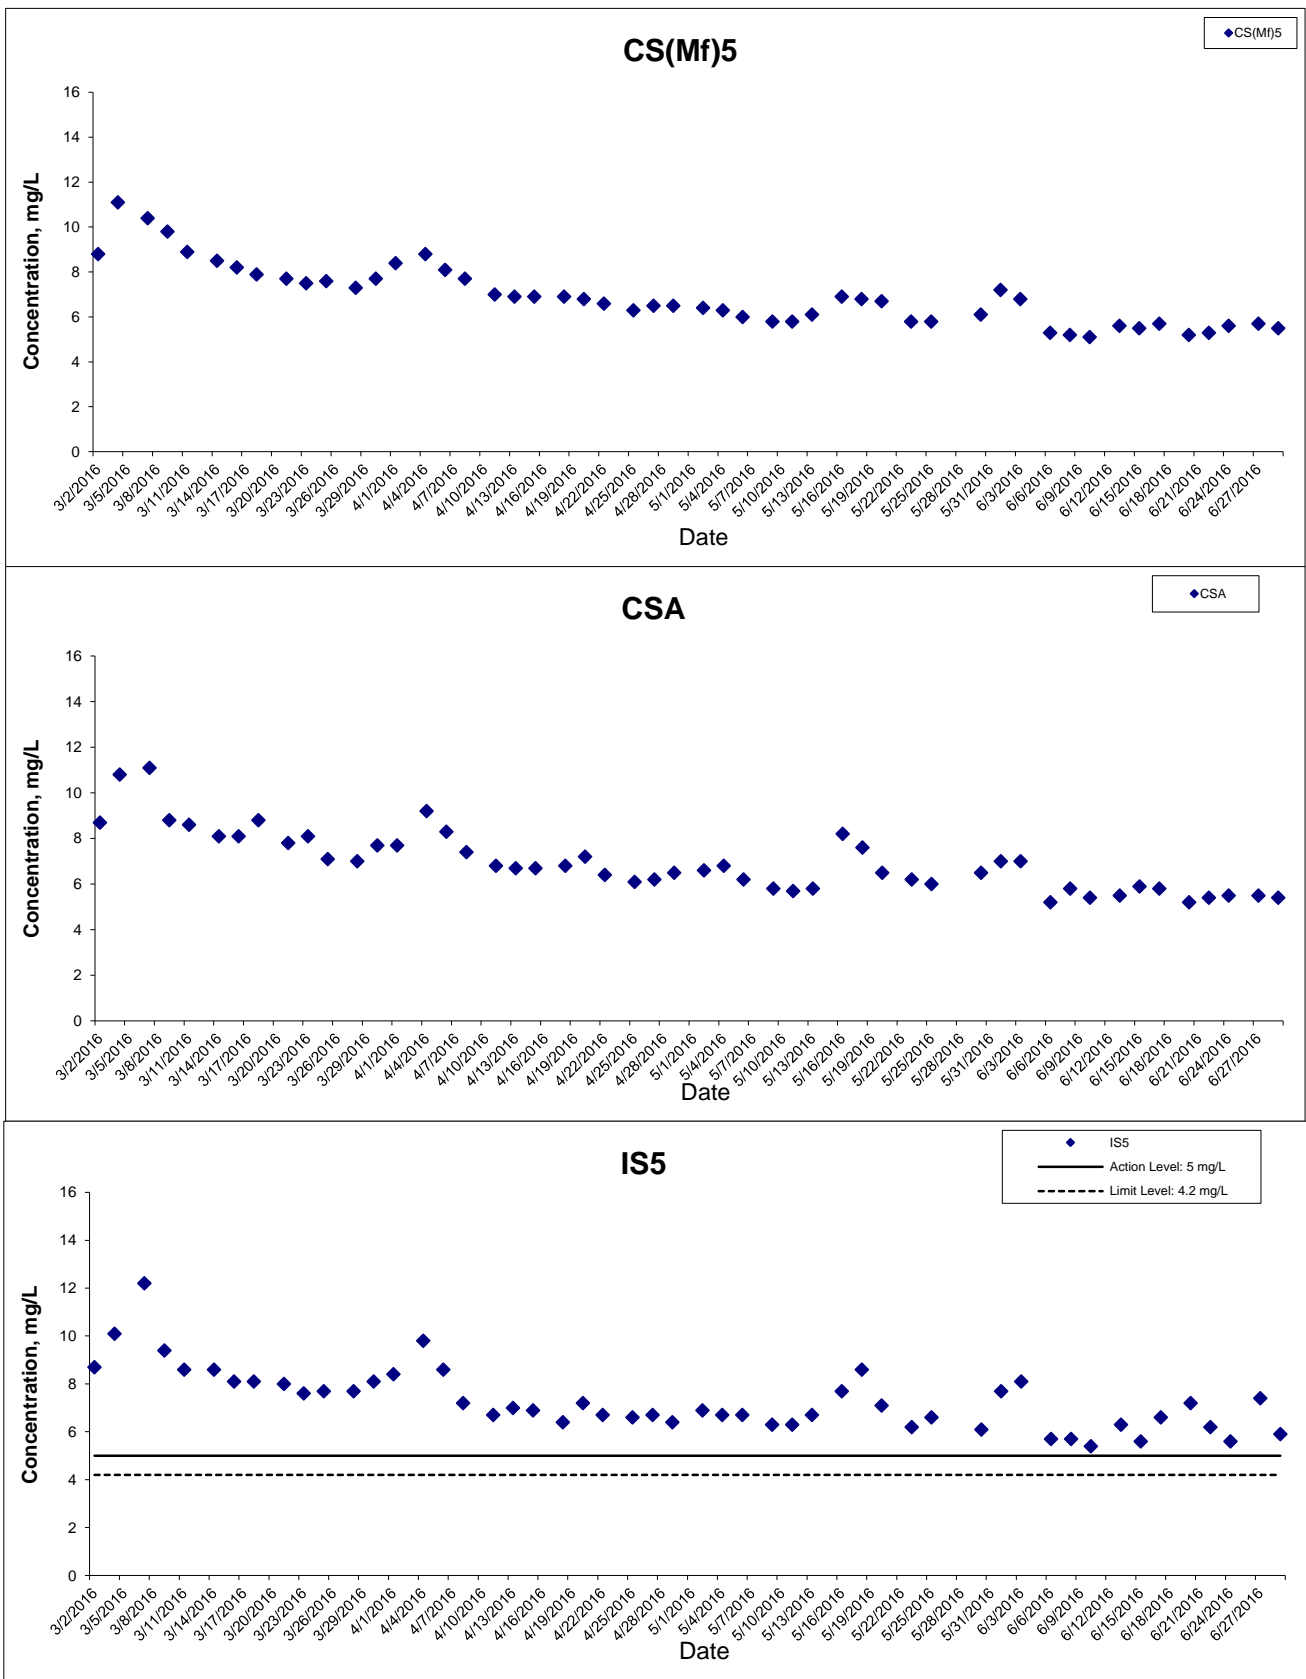 CS(Mf)5
CS(Mf)5
Concentration, mg/L
16
14
12
10
8
6
4
2
0
3/2/2016 3/5/2016 3/8/2016 3/11/2016 3/14/2016 3/17/2016 3/20/2016 3/23/2016 3/26/2016 3/29/2016 4/1/2016 4/4/2016 4/7/2016 4/10/2016 4/13/2016 4/16/2016 4/19/2016 4/22/2016 4/25/2016 4/28/2016 5/1/2016 5/4/2016 5/7/2016 5/10/2016 5/13/2016 5/16/2016 5/19/2016 5/22/2016 5/25/2016 5/28/2016 5/31/2016 6/3/2016 6/6/2016 6/9/2016 6/12/2016 6/15/2016 6/18/2016 6/21/2016 6/24/2016 6/27/2016
Date
CSA
CSA
Concentration, mg/L
16
14
12
10
8
6
4
2
0
3/2/2016 3/5/2016 3/8/2016 3/11/2016 3/14/2016 3/17/2016 3/20/2016 3/23/2016 3/26/2016 3/29/2016 4/1/2016 4/4/2016 4/7/2016 4/10/2016 4/13/2016 4/16/2016 4/19/2016 4/22/2016 4/25/2016 4/28/2016 5/1/2016 5/4/2016 5/7/2016 5/10/2016 5/13/2016 5/16/2016 5/19/2016 5/22/2016 5/25/2016 5/28/2016 5/31/2016 6/3/2016 6/6/2016 6/9/2016 6/12/2016 6/15/2016 6/18/2016 6/21/2016 6/24/2016 6/27/2016
Date
IS5
IS5
Action Level: 5 mg/L
Limit Level: 4.2 mg/L
Concentration, mg/L
16
14
12
10
8
6
4
2
0
3/2/2016 3/5/2016 3/8/2016 3/11/2016 3/14/2016 3/17/2016 3/20/2016 3/23/2016 3/26/2016 3/29/2016 4/1/2016 4/4/2016 4/7/2016 4/10/2016 4/13/2016 4/16/2016 4/19/2016 4/22/2016 4/25/2016 4/28/2016 5/1/2016 5/4/2016 5/7/2016 5/10/2016 5/13/2016 5/16/2016 5/19/2016 5/22/2016 5/25/2016 5/28/2016 5/31/2016 6/3/2016 6/6/2016 6/9/2016 6/12/2016 6/15/2016 6/18/2016 6/21/2016 6/24/2016 6/27/2016
Date